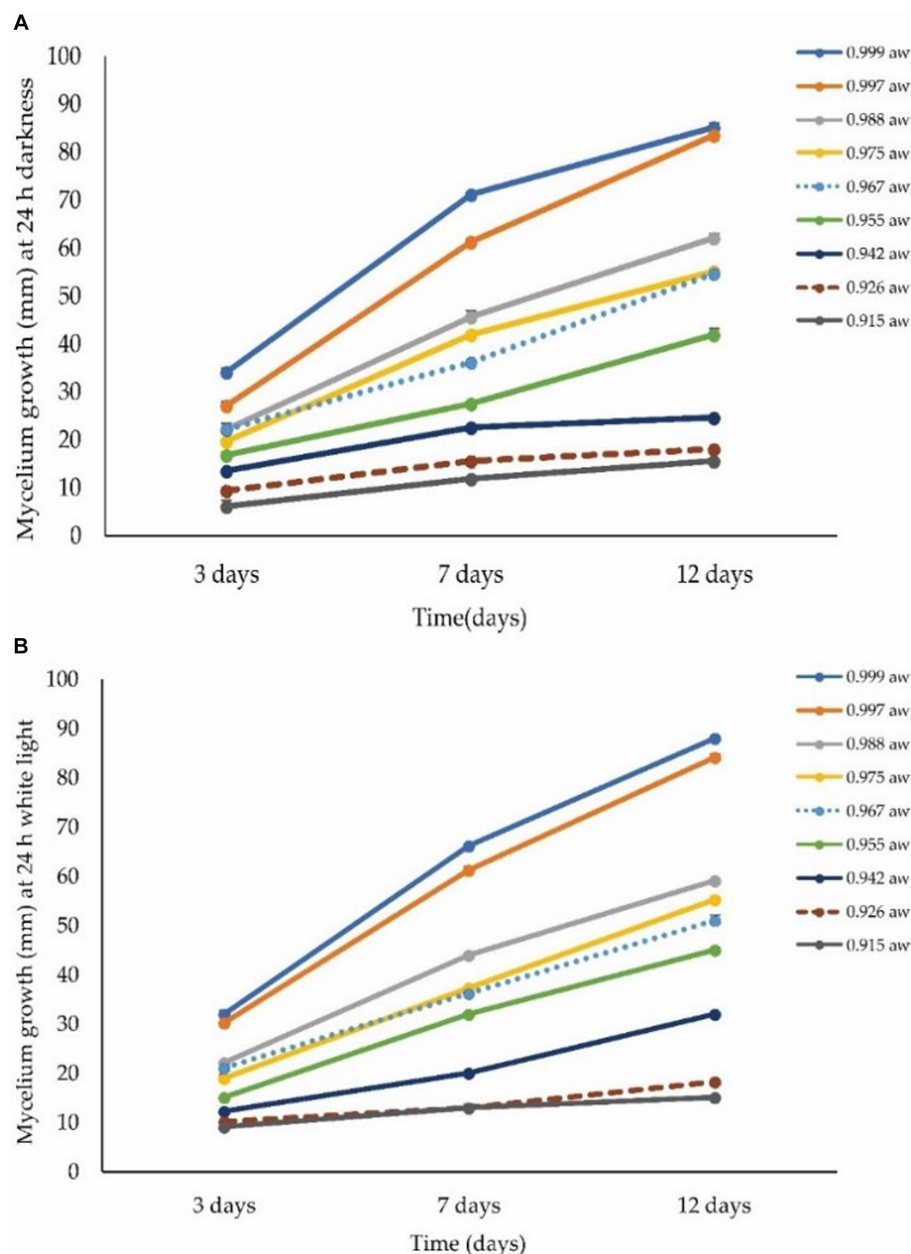 A
Mycelium growth (mm) at 24 h darkness
100
90
80
70
60
50
40
30
20
10
0
3 days
7 days
12 days
Time(days)
0.999 aw
0.997 aw
0.988 aw
0.975 aw
0.967 aw
0.955 aw
0.942 aw
0.926 aw
0.915 aw
B
Mycelium growth (mm) at 24 h white light
100
90
80
70
60
50
40
30
20
10
0
3 days
7 days
12 days
Time (days)
0.999 aw
0.997 aw
0.988 aw
0.975 aw
0.967 aw
0.955 aw
0.942 aw
0.926 aw
0.915 aw